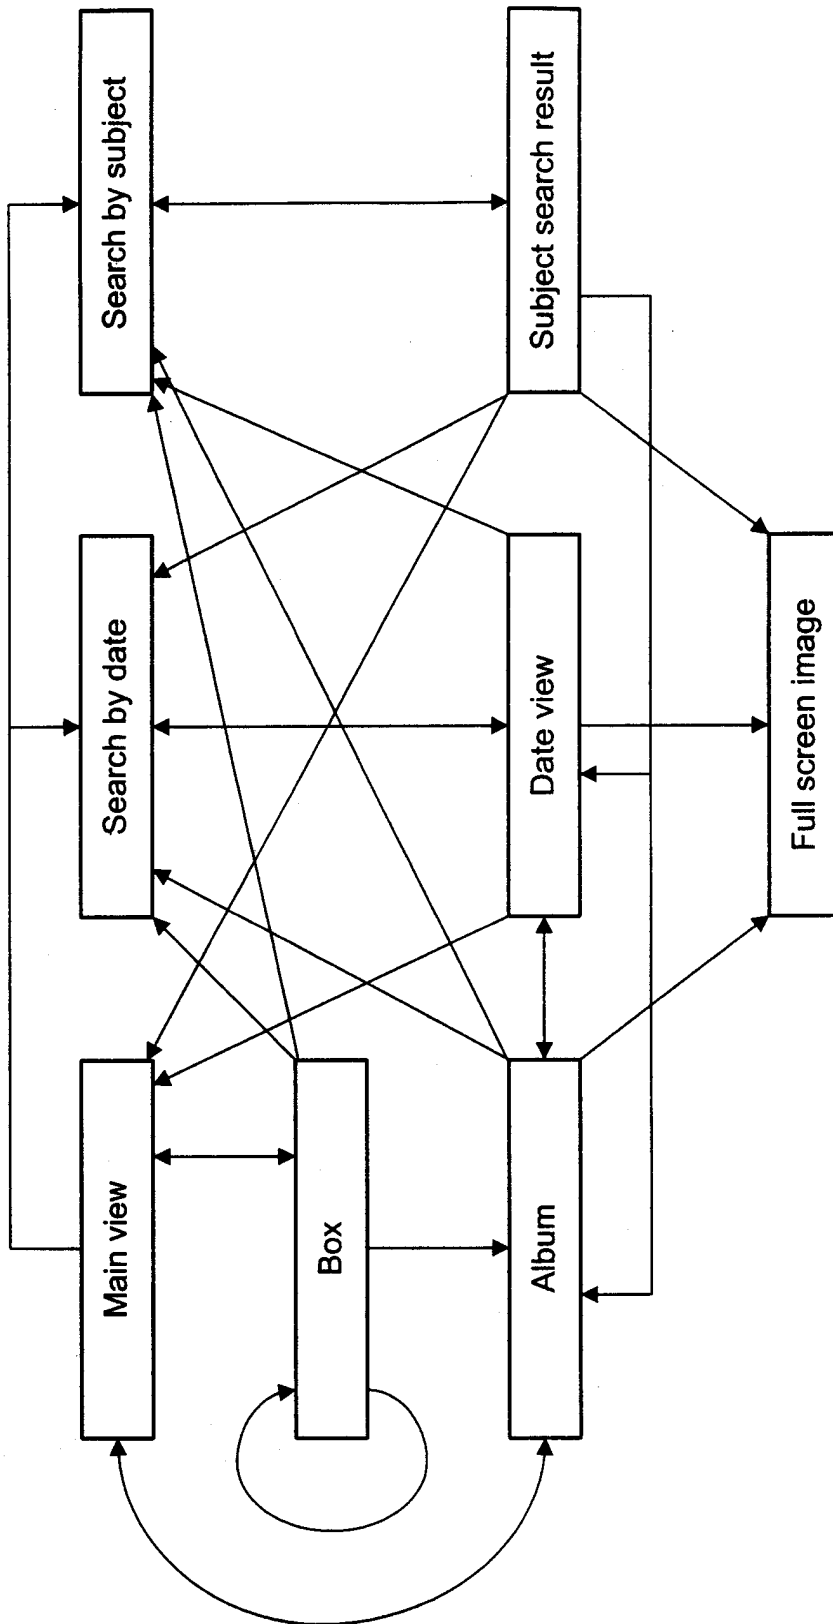 Main view
Search by date
Search by subject
Box
Album
Date view
Subject search result
Full screen image